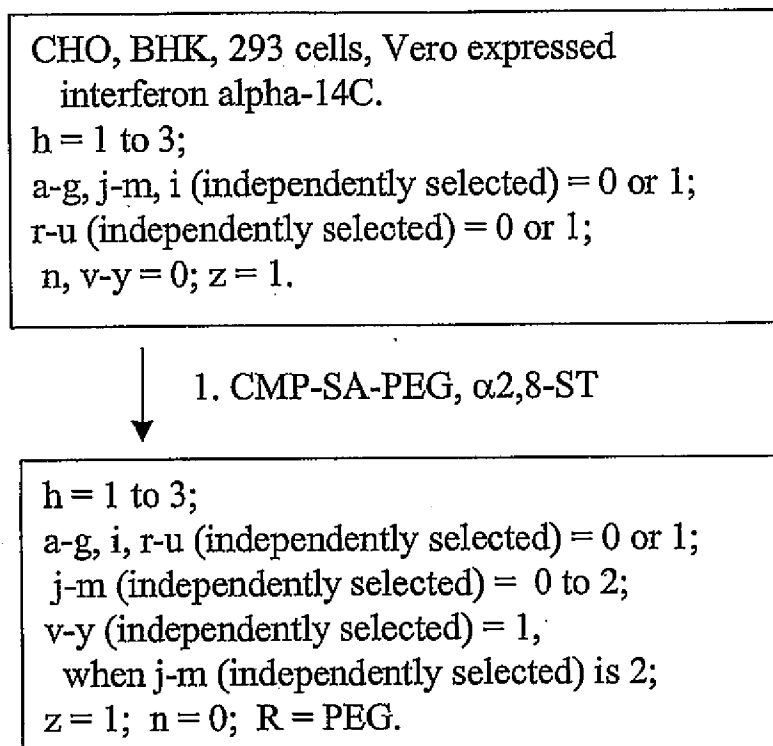 CHO, BHK, 293 cells, Vero expressed
interferon alpha-14C.
h = 1 to 3;
a-g, j-m, i (independently selected) = 0 or 1;
r-u (independently selected) = 0 or 1;
n, v-y = 0; z = 1.
1. CMP-SA-PEG, α2,8-ST
h = 1 to 3;
a-g, i, r-u (independently selected) = 0 or 1;
j-m (independently selected) = 0 to 2;
v-y (independently selected) = 1,
when j-m (independently selected) is 2;
z = 1; n = 0; R = PEG.